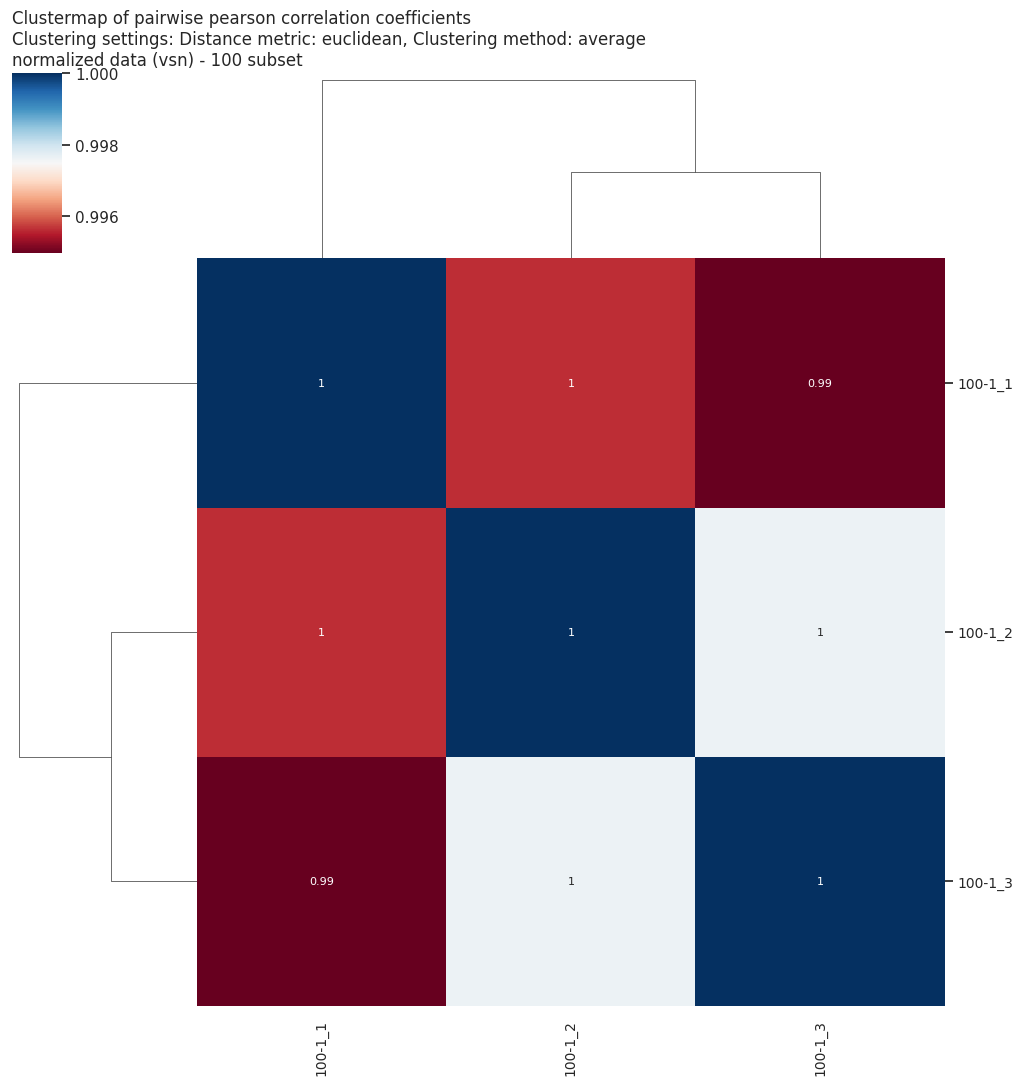 Clustermap of pairwise pearson correlation coefficients
Clustering settings: Distance metric: euclidean, Clustering method: average
normalized data (vsn) - 100 subset
1.000
0.998
0.996
1 1 0.99 100-1_1
1 1 1 100-1_2
0.99 1 1 100-1_3
100-1_1 100-1_2 100-1_3